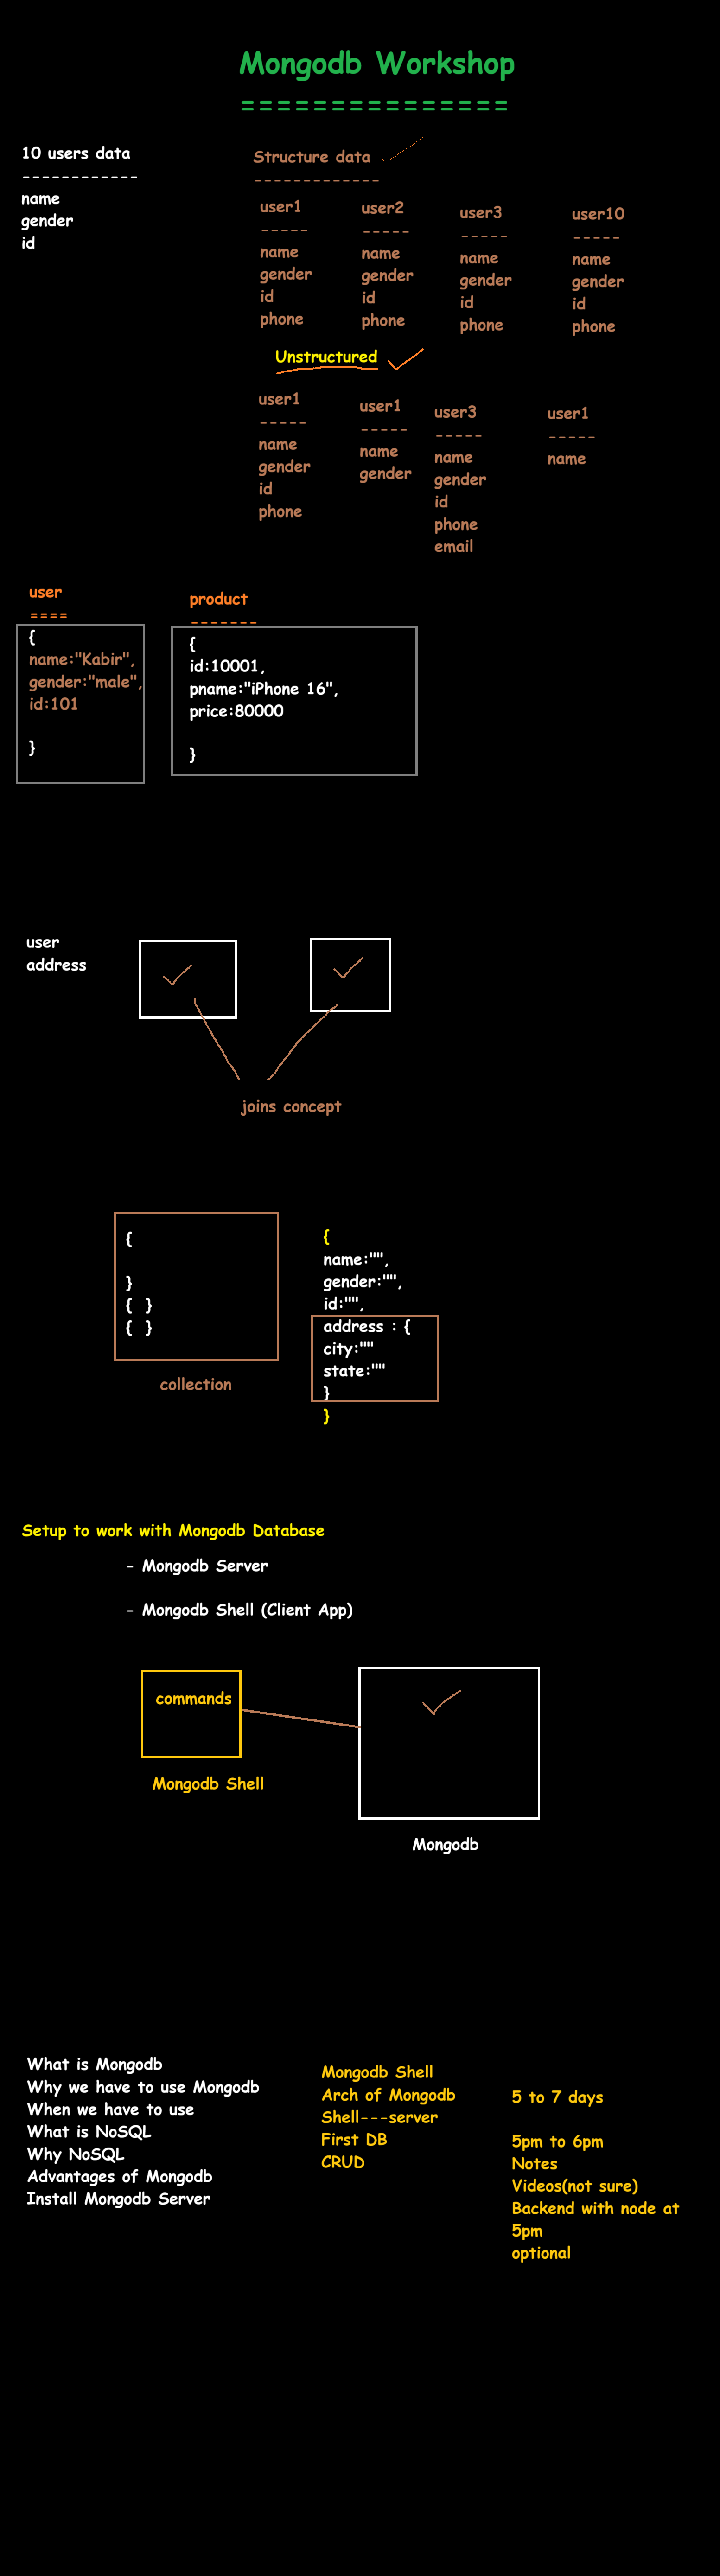 Mongodb Workshop
===============
10 users data
------------
name
gender
id
Structure data
-------------
user1
-----
name
gender
id
phone
user2
-----
name
gender
id
phone
user3
-----
name
gender
id
phone
user10
-----
name
gender
id
phone
Unstructured
user1
-----
name
gender
id
phone
user1
-----
name
gender
user3
-----
name
gender
id
phone
email
user1
-----
name
user
====
{
name:"Kabir",
gender:"male",
id:101
}
product
-------
{
id:10001,
pname:"iPhone 16",
price:80000
}
user
address
joins concept
{
}
{ }
{ }
collection
{
name:"",
gender:"",
id:"",
address : {
city:""
state:""
}
}
Setup to work with Mongodb Database
- Mongodb Server
- Mongodb Shell (Client App)
commands
Mongodb Shell
Mongodb
What is Mongodb
Why we have to use Mongodb
When we have to use
What is NoSQL
Why NoSQL
Advantages of Mongodb
Install Mongodb Server
Mongodb Shell
Arch of Mongodb
Shell---server
First DB
CRUD
5 to 7 days
5pm to 6pm
Notes
Videos(not sure)
Backend with node at
5pm
optional